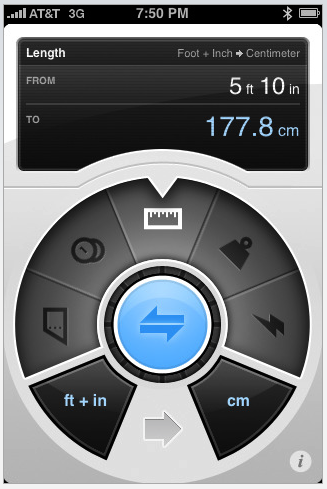 AT&T 3G 7:50 PM
Length Foot + Inch → Centimeter
FROM 5 ft 10 in
TO 177.8 cm
ft + in cm
i